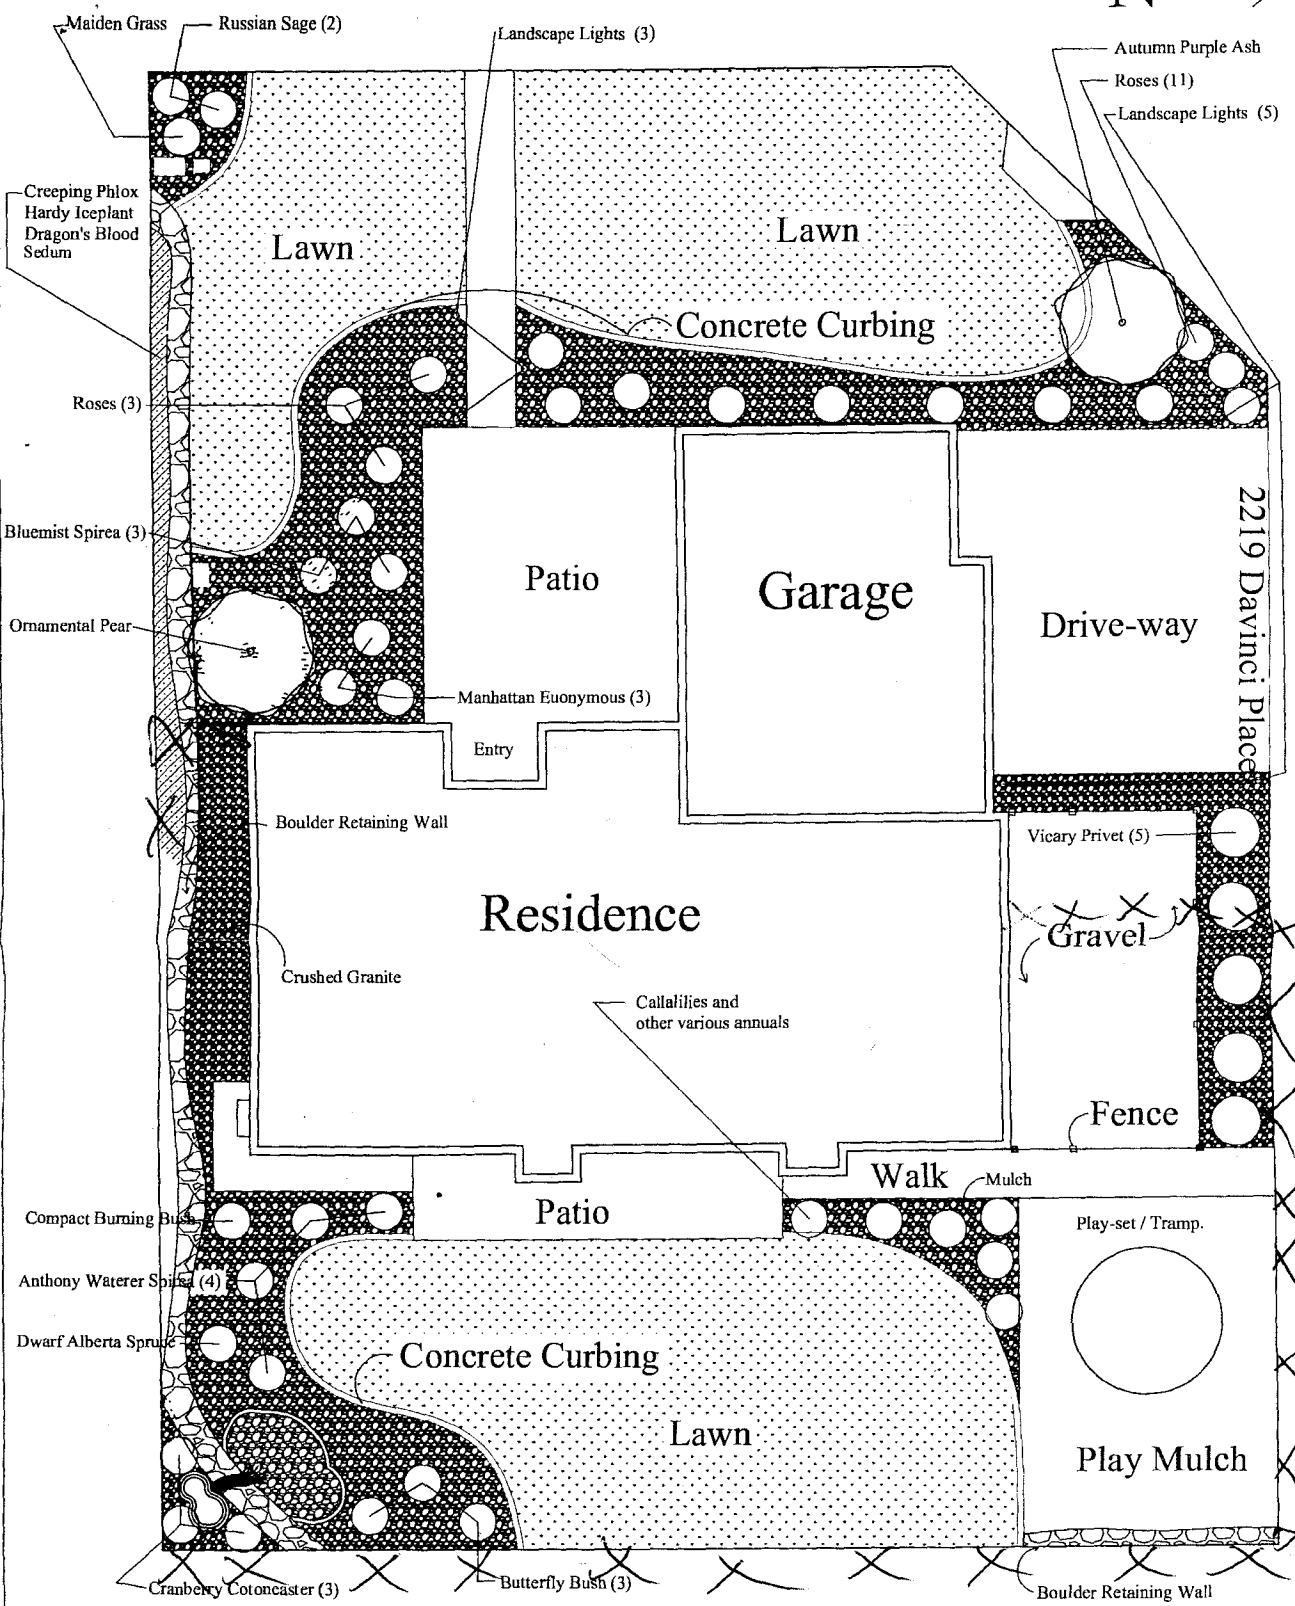 N
Maiden Grass
Russian Sage (2)
Landscape Lights (3)
Autumn Purple Ash
Roses (11)
Landscape Lights (5)
Creeping Phlox
Hardy Iceplant
Dragon's Blood
Sedum
Lawn
Lawn
Concrete Curbing
Roses (3)
Bluemist Spirea (3)
Patio
Garage
2219 Davinci Place
Drive-way
Ornamental Pear
Manhattan Euonymous (3)
Entry
Boulder Retaining Wall
Vicary Privet (5)
Residence
Gravel
Crushed Granite
Callalilies and
other various annuals
Fence
Walk
Mulch
Compact Burning Bush
Patio
Play-set / Tramp.
Anthony Waterer Spirea (4)
Dwarf Alberta Spruce
Concrete Curbing
Lawn
Play Mulch
Cranberry Cotoncaster (3)
Butterfly Bush (3)
Boulder Retaining Wall